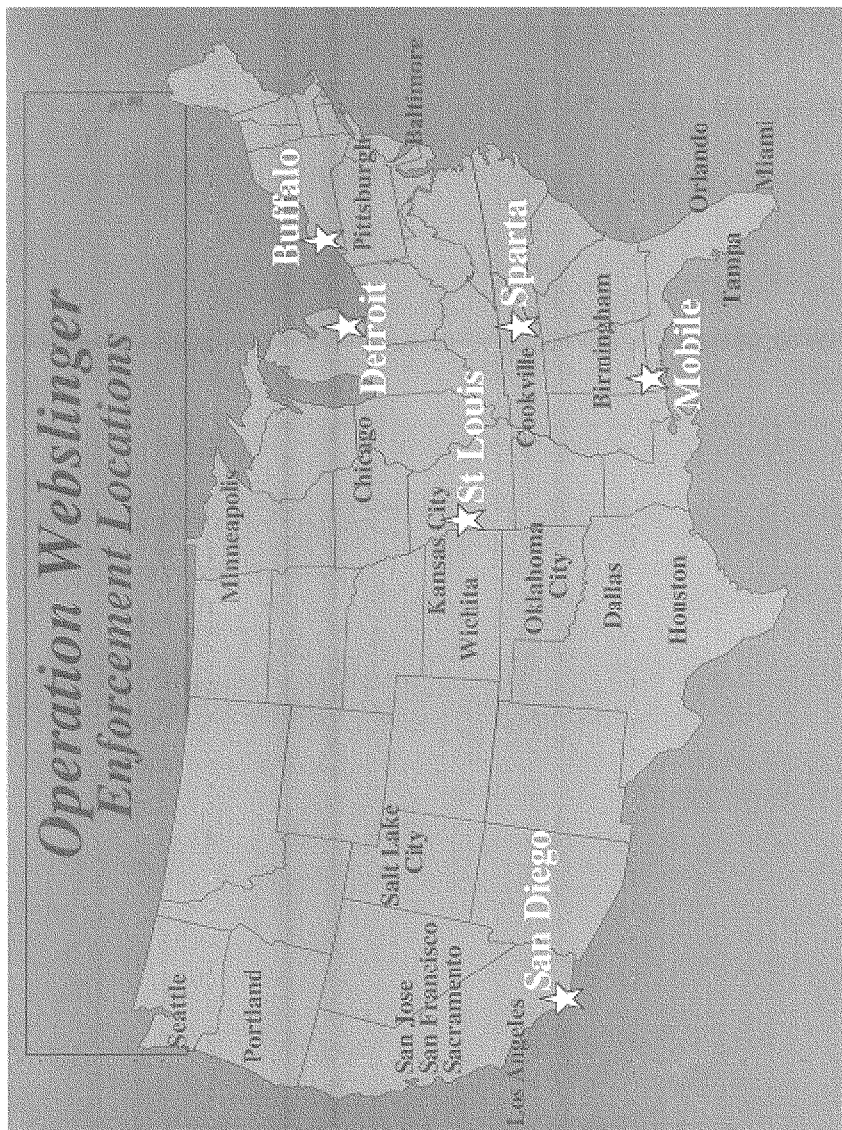 Operation Webslinger
Enforcement Locations
Seattle
Portland
Minneapolis
Buffalo
Detroit
Chicago
Pittsburgh
Baltimore
Salt Lake
City
San Jose
San Francisco
Sacramento
Kansas City
Wichita
St Louis
Los Angeles
San Diego
Oklahoma
City
Cookville
Sparta
Dallas
Birmingham
Houston
Mobile
Orlando
Tampa
Miami